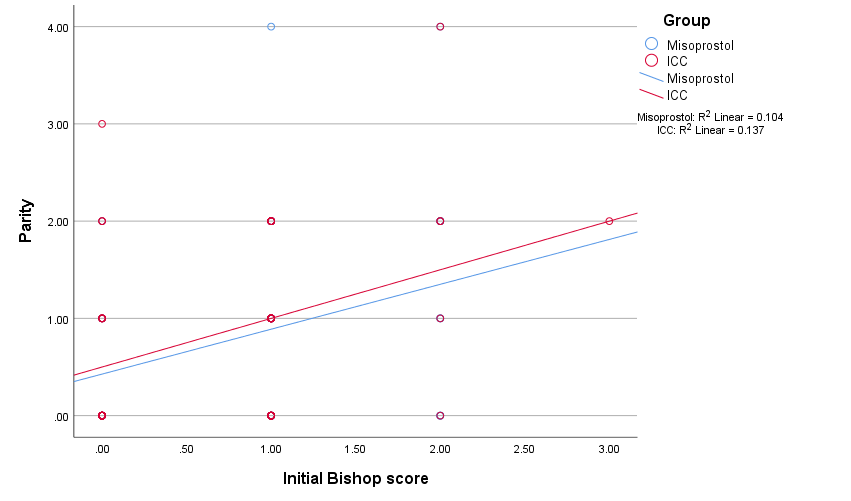 Group
Misoprostol
ICC
Misoprostol
ICC
Misoprostol: R2 Linear = 0.104
ICC: R2 Linear = 0.137
Parity
4.00
3.00
2.00
1.00
.00
.00 .50 1.00 1.50 2.00 2.50 3.00
Initial Bishop score